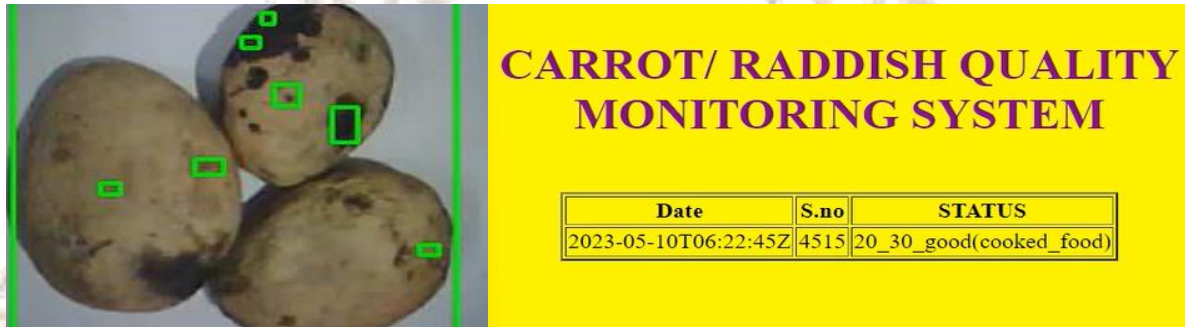 CARROT/ RADDISH QUALITY
MONITORING SYSTEM
Date S.no STATUS
2023-05-10T06:22:45Z 4515 20_30_good(cooked_food)